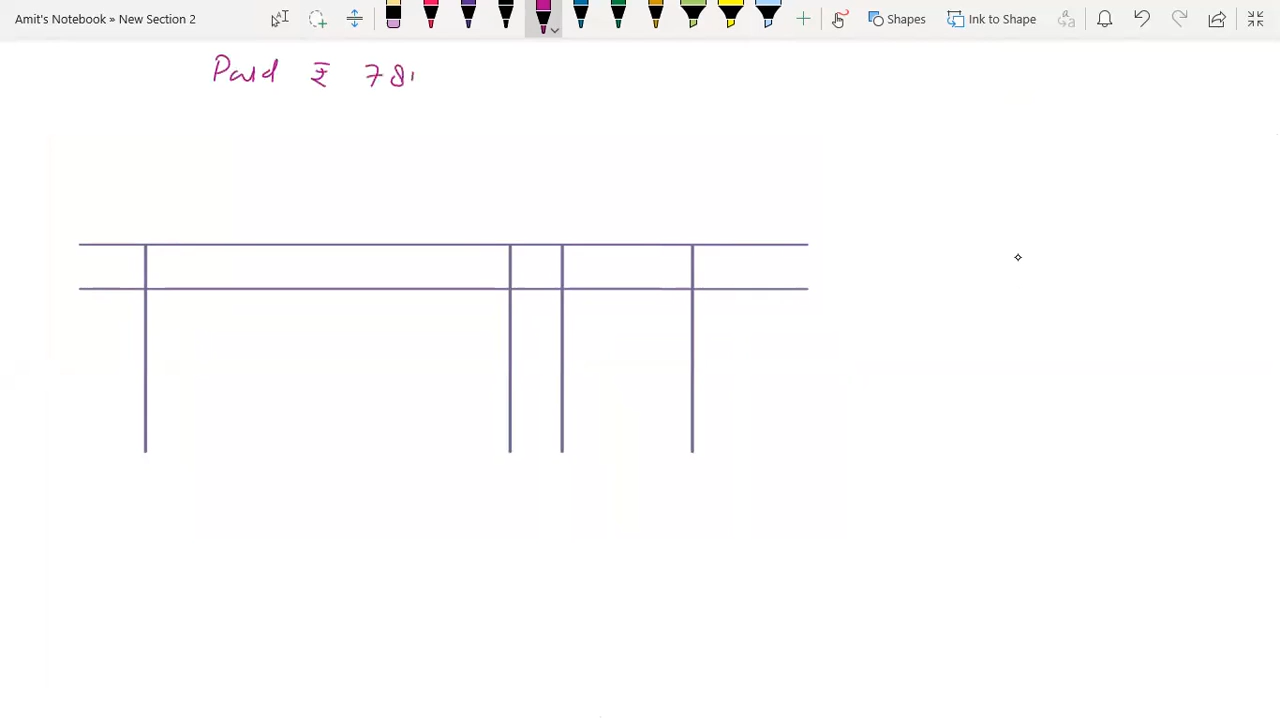 Amit's Notebook » New Section 2
Shapes
Ink to Shape
Paid ₹ 78